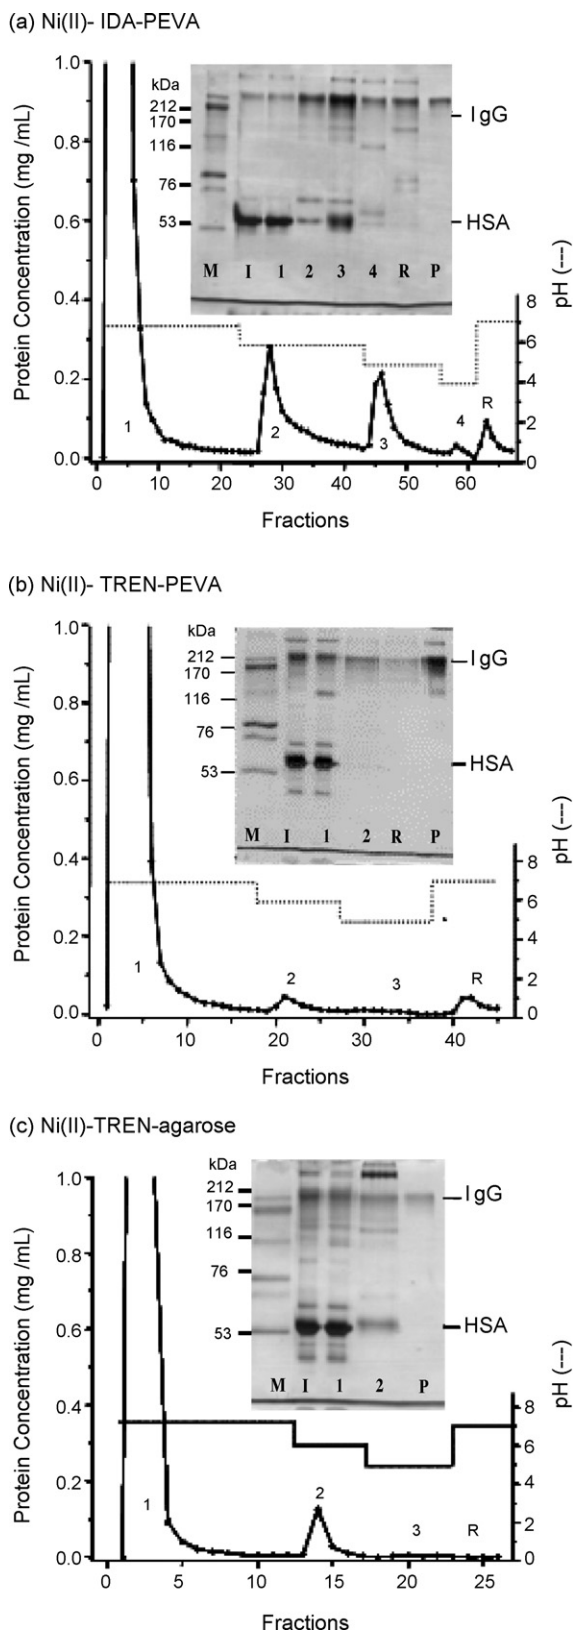 (a) Ni(II)- IDA-PEVA
Protein Concentration (mg /mL)
1.0
0.8
0.6
0.4
0.2
0.0
kDa
212
170
116
76
53
IgG
HSA
M I 1 2 3 4 R P
pH (---)
8
6
4
2
0
1
2
3
4
R
0 10 20 30 40 50 60
Fractions
(b) Ni(II)- TREN-PEVA
Protein Concentration (mg /mL)
1.0
0.8
0.6
0.4
0.2
0.0
kDa
212
170
116
76
53
IgG
HSA
M I 1 2 R P
pH (---)
8
6
4
2
0
1
2
3
R
0 10 20 30 40
Fractions
(c) Ni(II)-TREN-agarose
Protein Concentration (mg /mL)
1.0
0.8
0.6
0.4
0.2
0.0
kDa
212
170
116
76
53
IgG
HSA
M I 1 2 P
pH (---)
8
6
4
2
0
1
2
3
R
0 5 10 15 20 25
Fractions